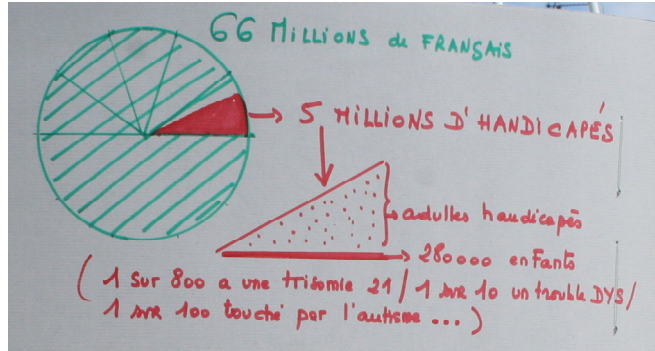 66 MILLIONS de FRANÇAIS
5 MILLIONS D'HANDICAPÉS
adultes handicapés
280000 enfants
( 1 sur 800 a une trisomie 21 / 1 sur 10 un trouble DYS /
1 sur 100 touché par l'autisme ... )